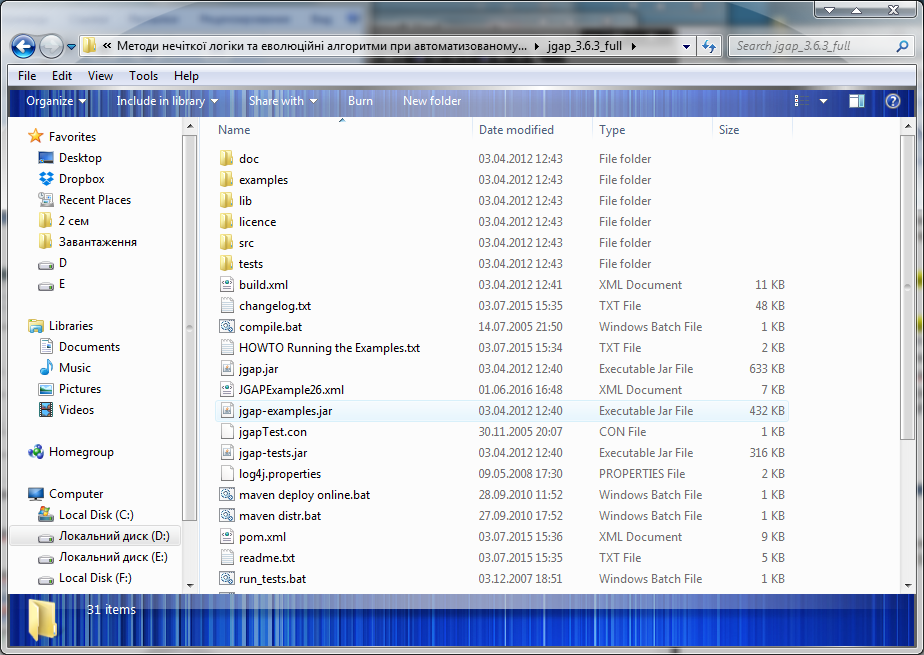 « Методи нечіткої логіки та еволюційні алгоритми при автоматизованому... ▸ jgap_3.6.3_full ▸ Search jgap_3.6.3_full
File Edit View Tools Help
Organize Include in library Share with Burn New folder
Favorites
Desktop
Dropbox
Recent Places
2 сем
Завантаження
D
E
Libraries
Documents
Music
Pictures
Videos
Homegroup
Computer
Local Disk (C:)
Локальний диск (D:)
Локальний диск (E:)
Local Disk (F:)
Name Date modified Type Size
doc 03.04.2012 12:43 File folder
examples 03.04.2012 12:43 File folder
lib 03.04.2012 12:43 File folder
licence 03.04.2012 12:43 File folder
src 03.04.2012 12:43 File folder
tests 03.04.2012 12:43 File folder
build.xml 03.04.2012 12:41 XML Document 11 KB
changelog.txt 03.07.2015 15:35 TXT File 48 KB
compile.bat 14.07.2005 21:50 Windows Batch File 1 KB
HOWTO Running the Examples.txt 03.07.2015 15:34 TXT File 2 KB
jgap.jar 03.04.2012 12:40 Executable Jar File 633 KB
JGAPExample26.xml 01.06.2016 16:48 XML Document 7 KB
jgap-examples.jar 03.04.2012 12:40 Executable Jar File 432 KB
jgapTest.con 30.11.2005 20:07 CON File 1 KB
jgap-tests.jar 03.04.2012 12:40 Executable Jar File 316 KB
log4j.properties 09.05.2008 17:30 PROPERTIES File 2 KB
maven deploy online.bat 28.09.2010 11:52 Windows Batch File 1 KB
maven distr.bat 27.09.2010 17:52 Windows Batch File 1 KB
pom.xml 03.07.2015 15:36 XML Document 9 KB
readme.txt 03.07.2015 15:35 TXT File 5 KB
run_tests.bat 03.12.2007 18:51 Windows Batch File 1 KB
31 items